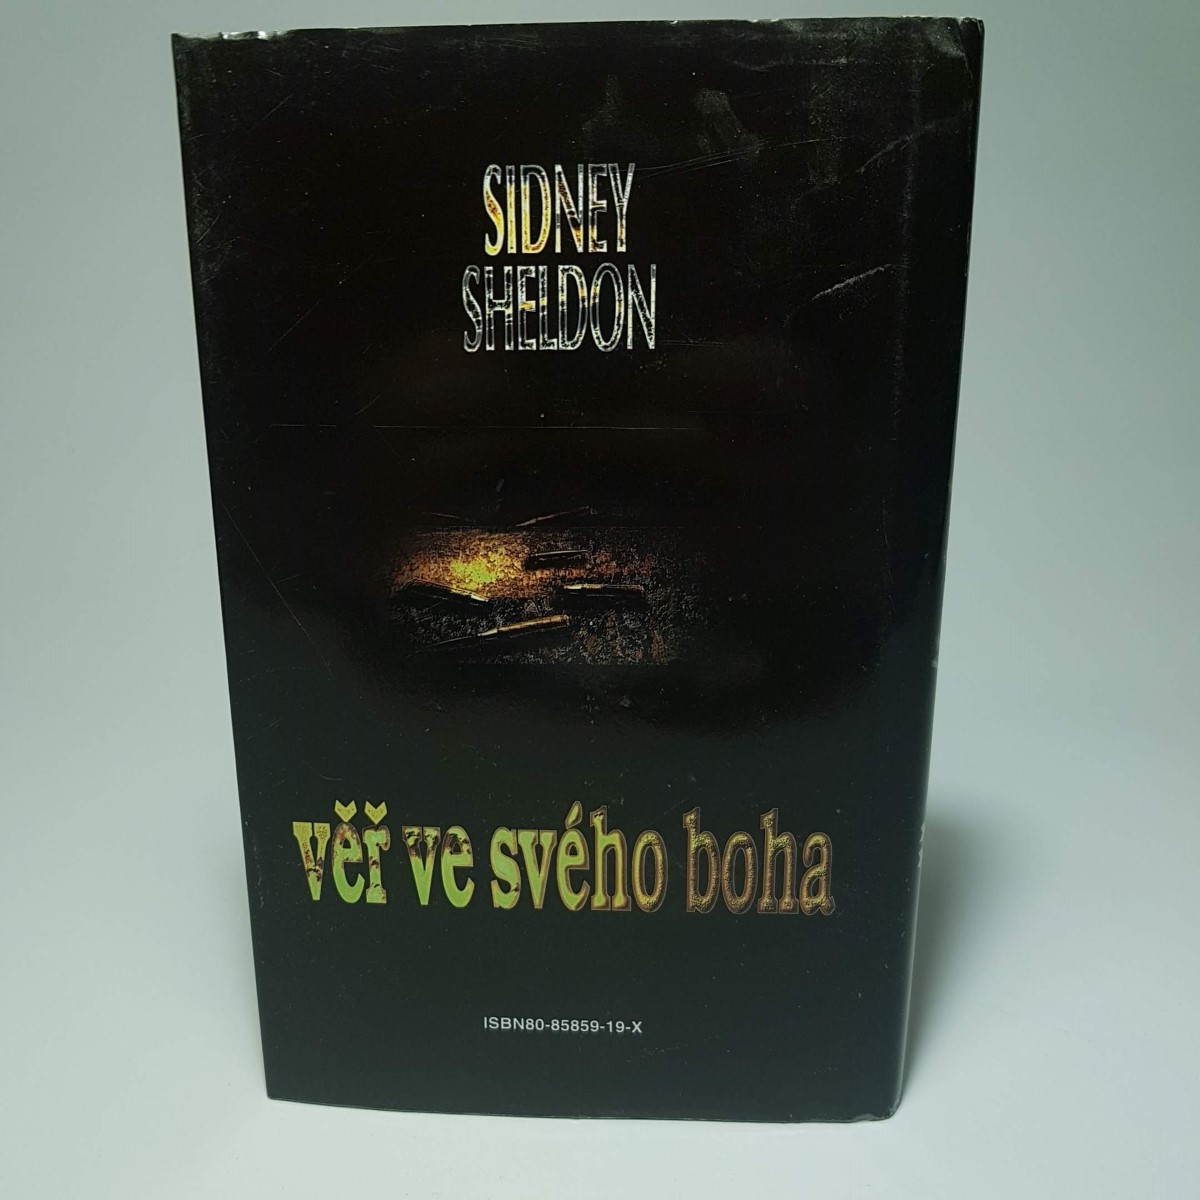 SIDNEY
SHELDON
věř ve svého boha
ISBN80-85859-19-X